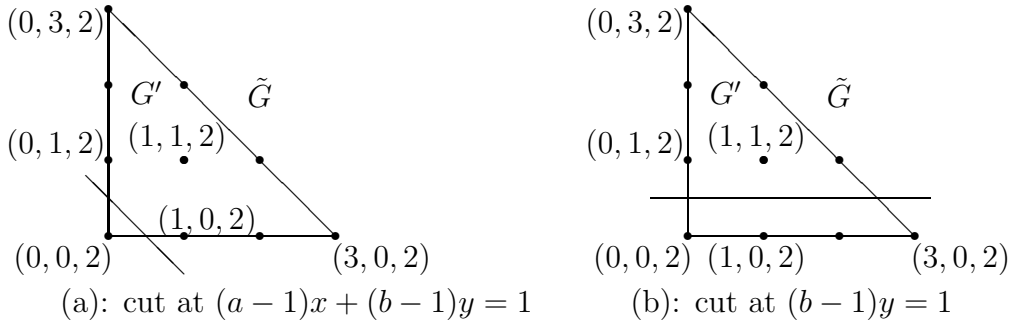 (0, 3, 2) (0, 3, 2)
G′ G̃ G′ G̃
(0, 1, 2) (1, 1, 2) (0, 1, 2) (1, 1, 2)
(1, 0, 2)
(0, 0, 2) (3, 0, 2) (0, 0, 2) (1, 0, 2) (3, 0, 2)
(a): cut at (a − 1)x + (b − 1)y = 1 (b): cut at (b − 1)y = 1